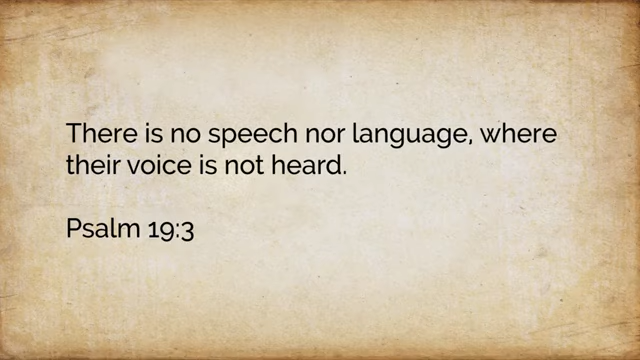 There is no speech nor language, where
their voice is not heard.
Psalm 19:3